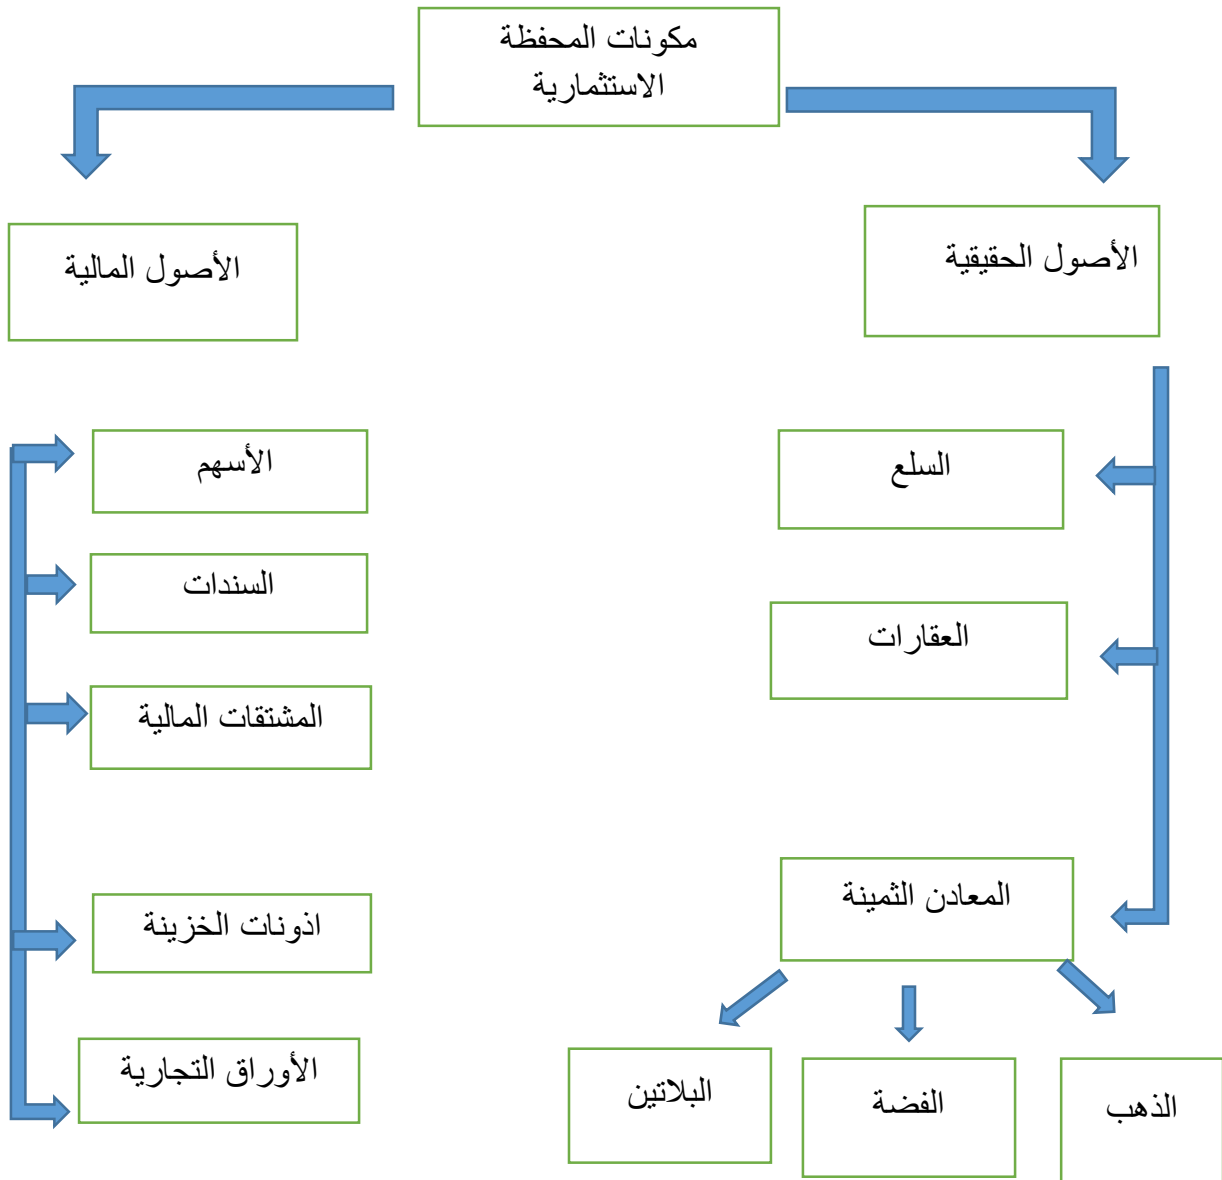 مكونات المحفظة
الاستثمارية
الأصول الحقيقية
الأصول المالية
السلع
العقارات
المعادن الثمينة
الذهب
الفضة
البلاتين
الأسهم
السندات
المشتقات المالية
اذونات الخزينة
الأوراق التجارية